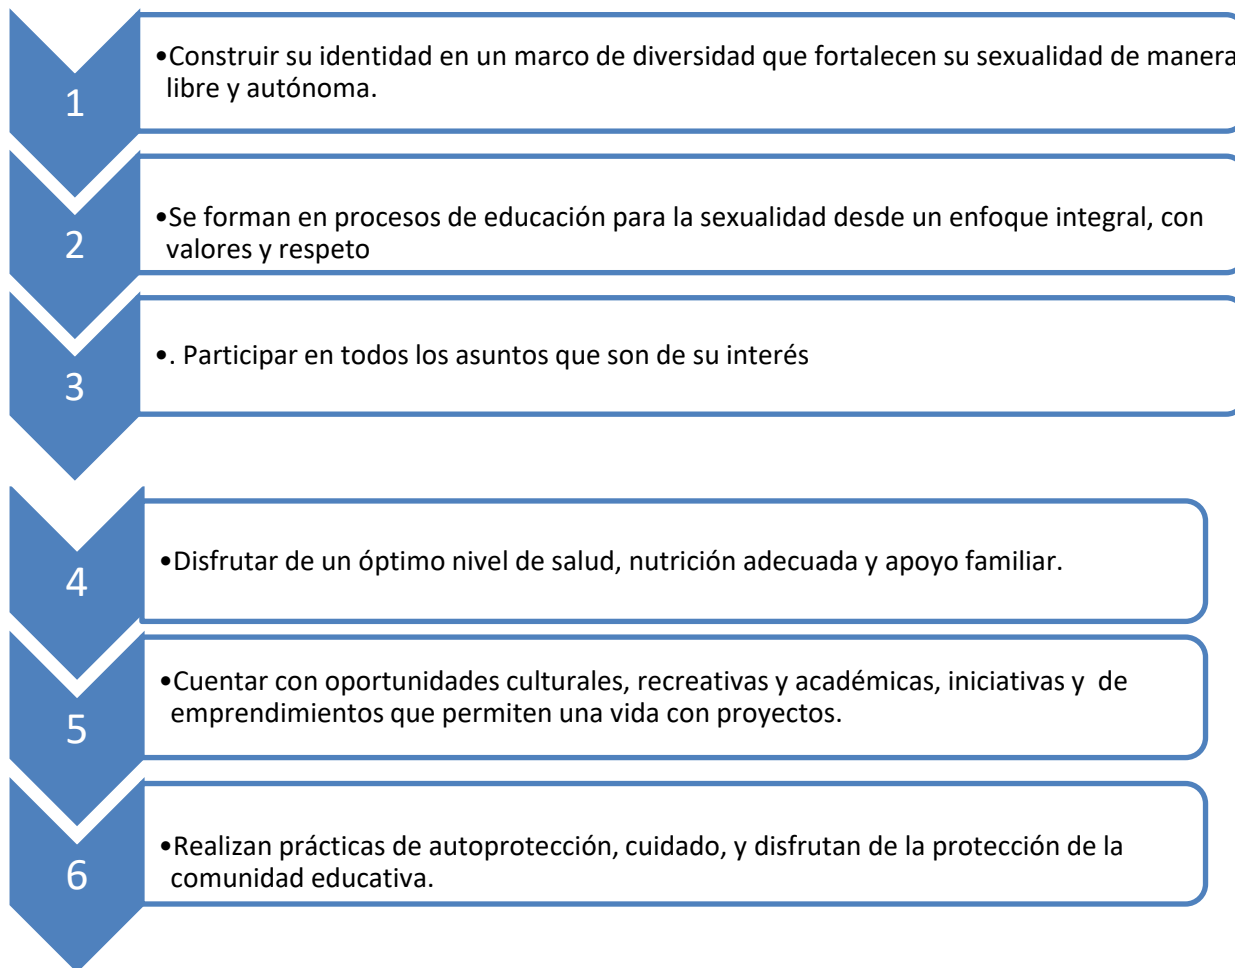 1
•Construir su identidad en un marco de diversidad que fortalecen su sexualidad de manera
libre y autónoma.
2
•Se forman en procesos de educación para la sexualidad desde un enfoque integral, con
valores y respeto
3
•. Participar en todos los asuntos que son de su interés
4
•Disfrutar de un óptimo nivel de salud, nutrición adecuada y apoyo familiar.
5
•Cuentar con oportunidades culturales, recreativas y académicas, iniciativas y  de
emprendimientos que permiten una vida con proyectos.
6
•Realizan prácticas de autoprotección, cuidado, y disfrutan de la protección de la
comunidad educativa.